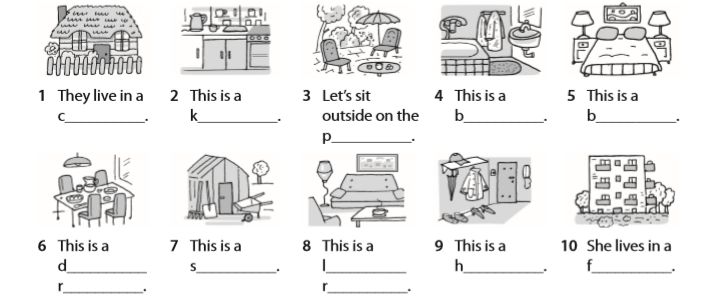 1 They live in a
c__________.
2 This is a
k__________.
3 Let's sit
outside on the
p__________.
4 This is a
b__________.
5 This is a
b__________.
6 This is a
d__________
r__________.
7 This is a
s__________.
8 This is a
l__________
r__________.
9 This is a
h__________.
10 She lives in a
f__________.